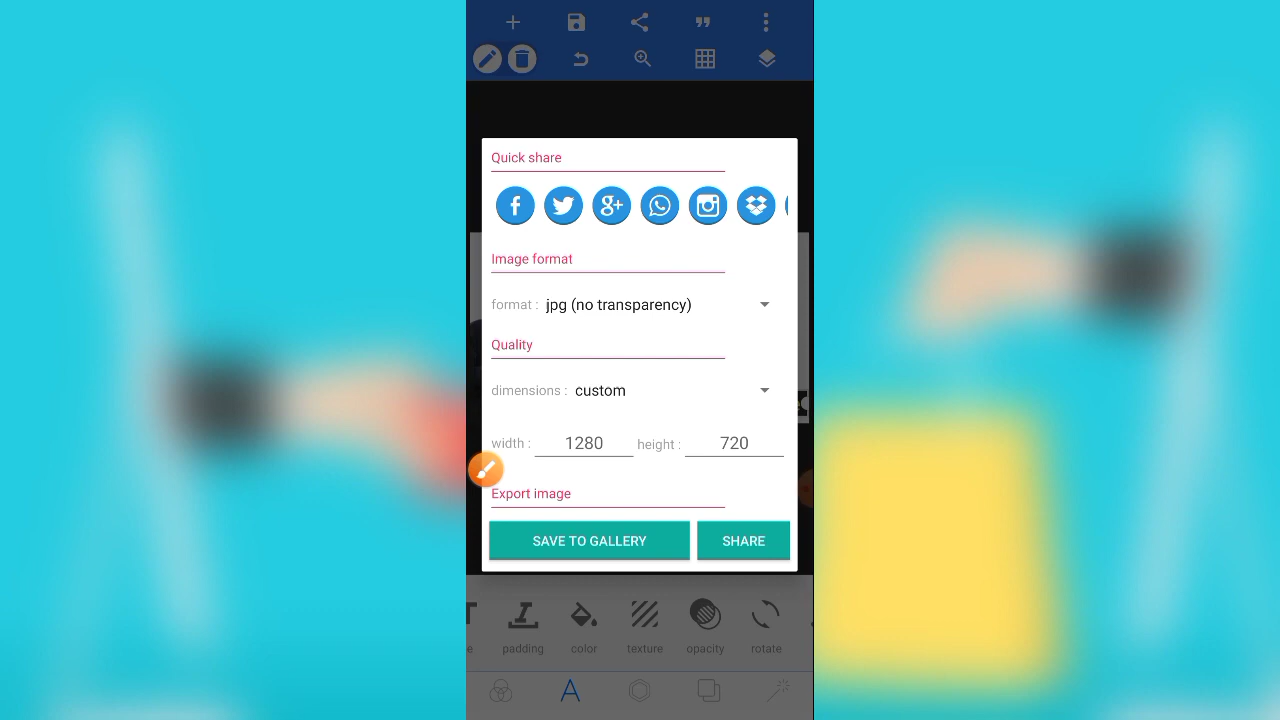 Quick share
Image format
format : jpg (no transparency)
Quality
dimensions : custom
width : 1280 height : 720
Export image
SAVE TO GALLERY SHARE
padding color texture opacity rotate